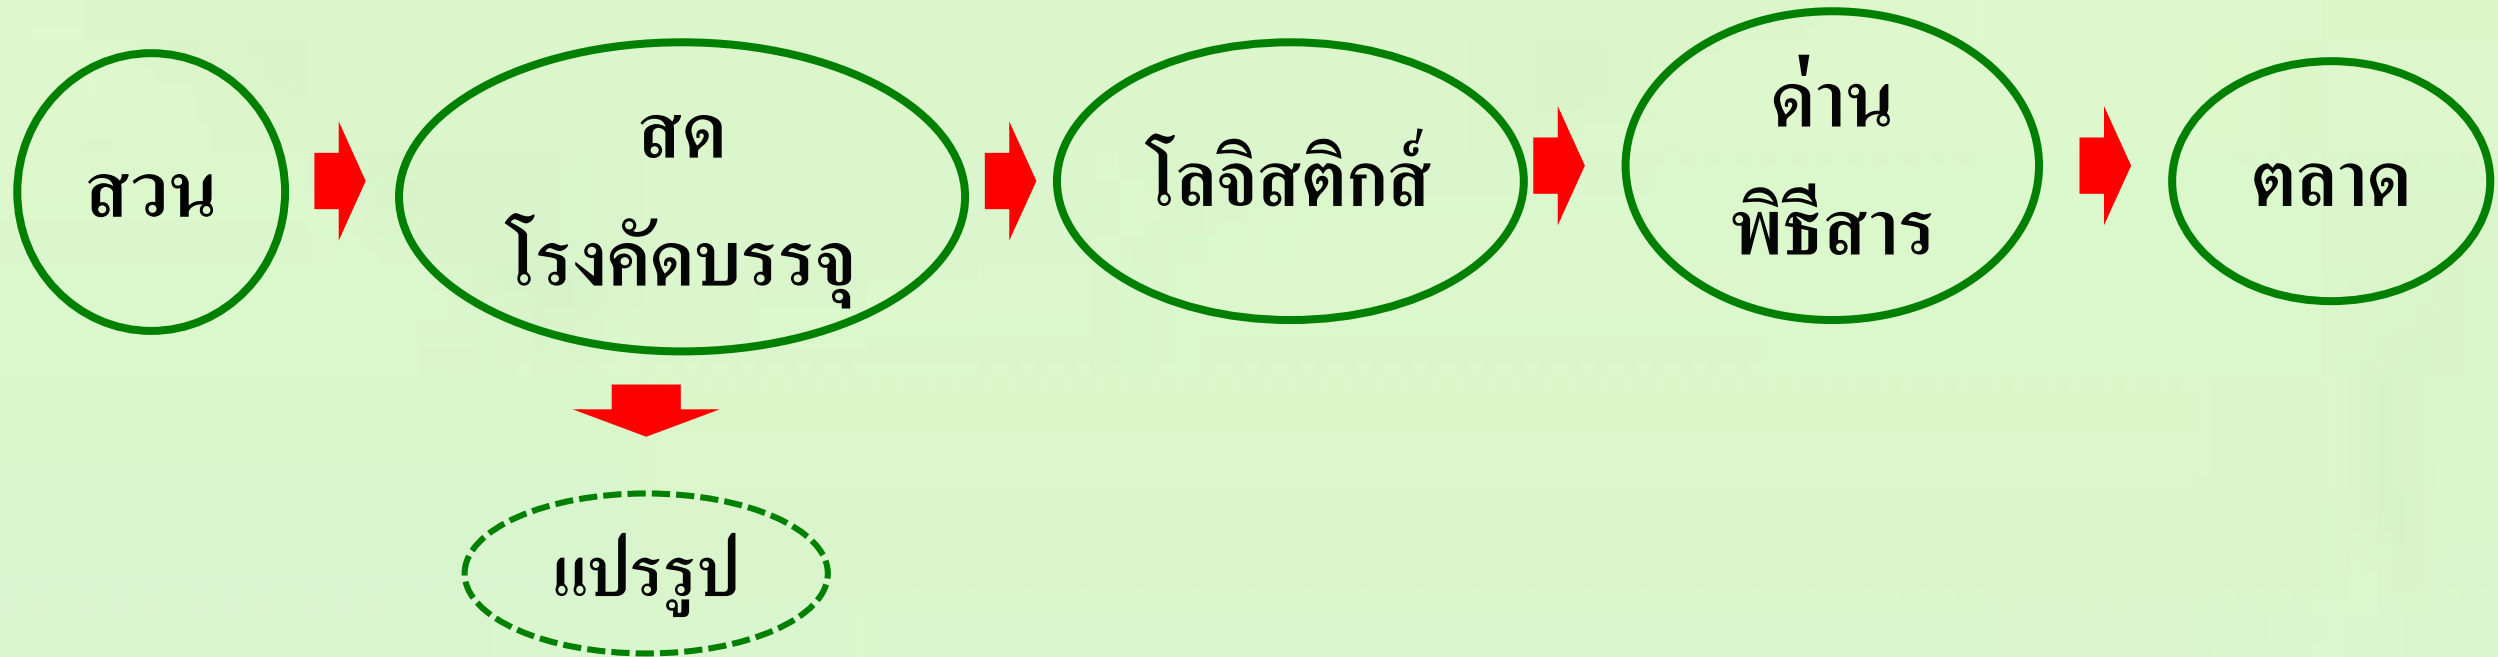 สวน
สด
โรงคัดบรรจุ
โลจิสติกส์
ด่าน
พิธีสาร
ตลาด
แปรรูป